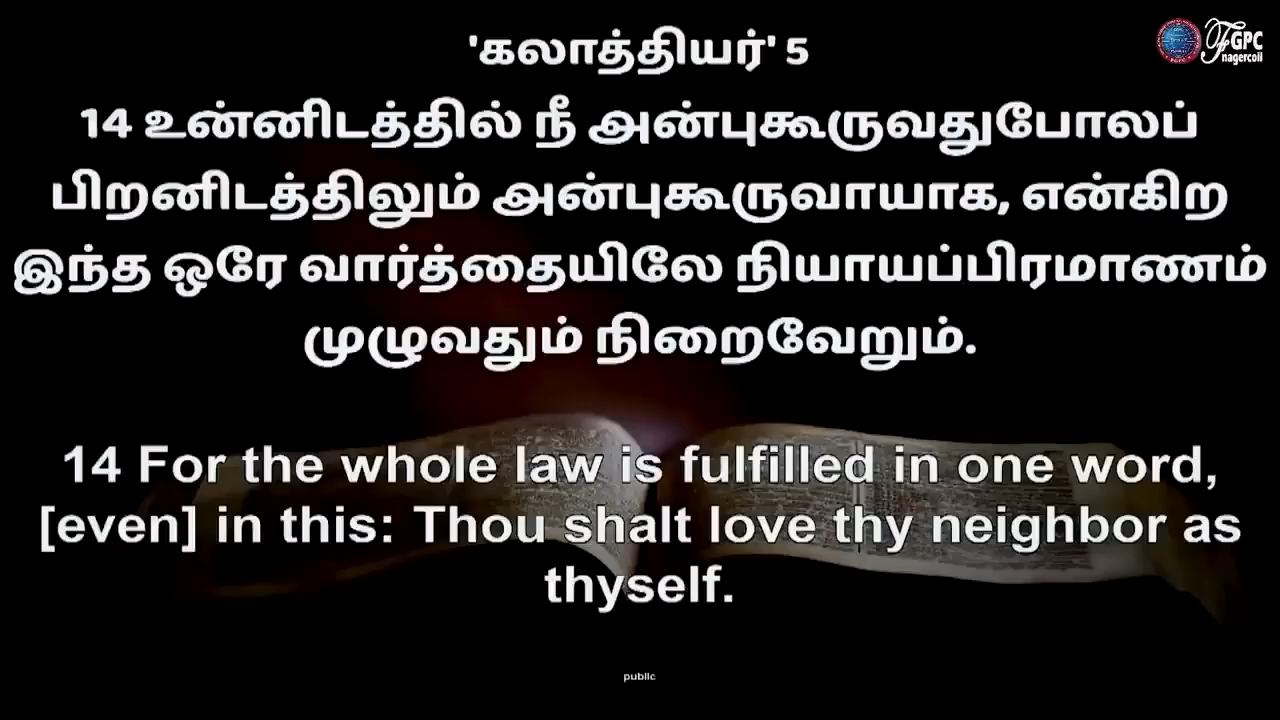 'கலாத்தியர்' 5
14 உன்னிடத்தில் நீ அன்புகூருவதுபோலப்
பிறனிடத்திலும் அன்புகூருவாயாக, என்கிற
இந்த ஒரே வார்த்தையிலே நியாயப்பிரமாணம்
முழுவதும் நிறைவேறும்.
14 For the whole law is fulfilled in one word,
[even] in this: Thou shalt love thy neighbor as
thyself.
public
FGPC
nagercoil